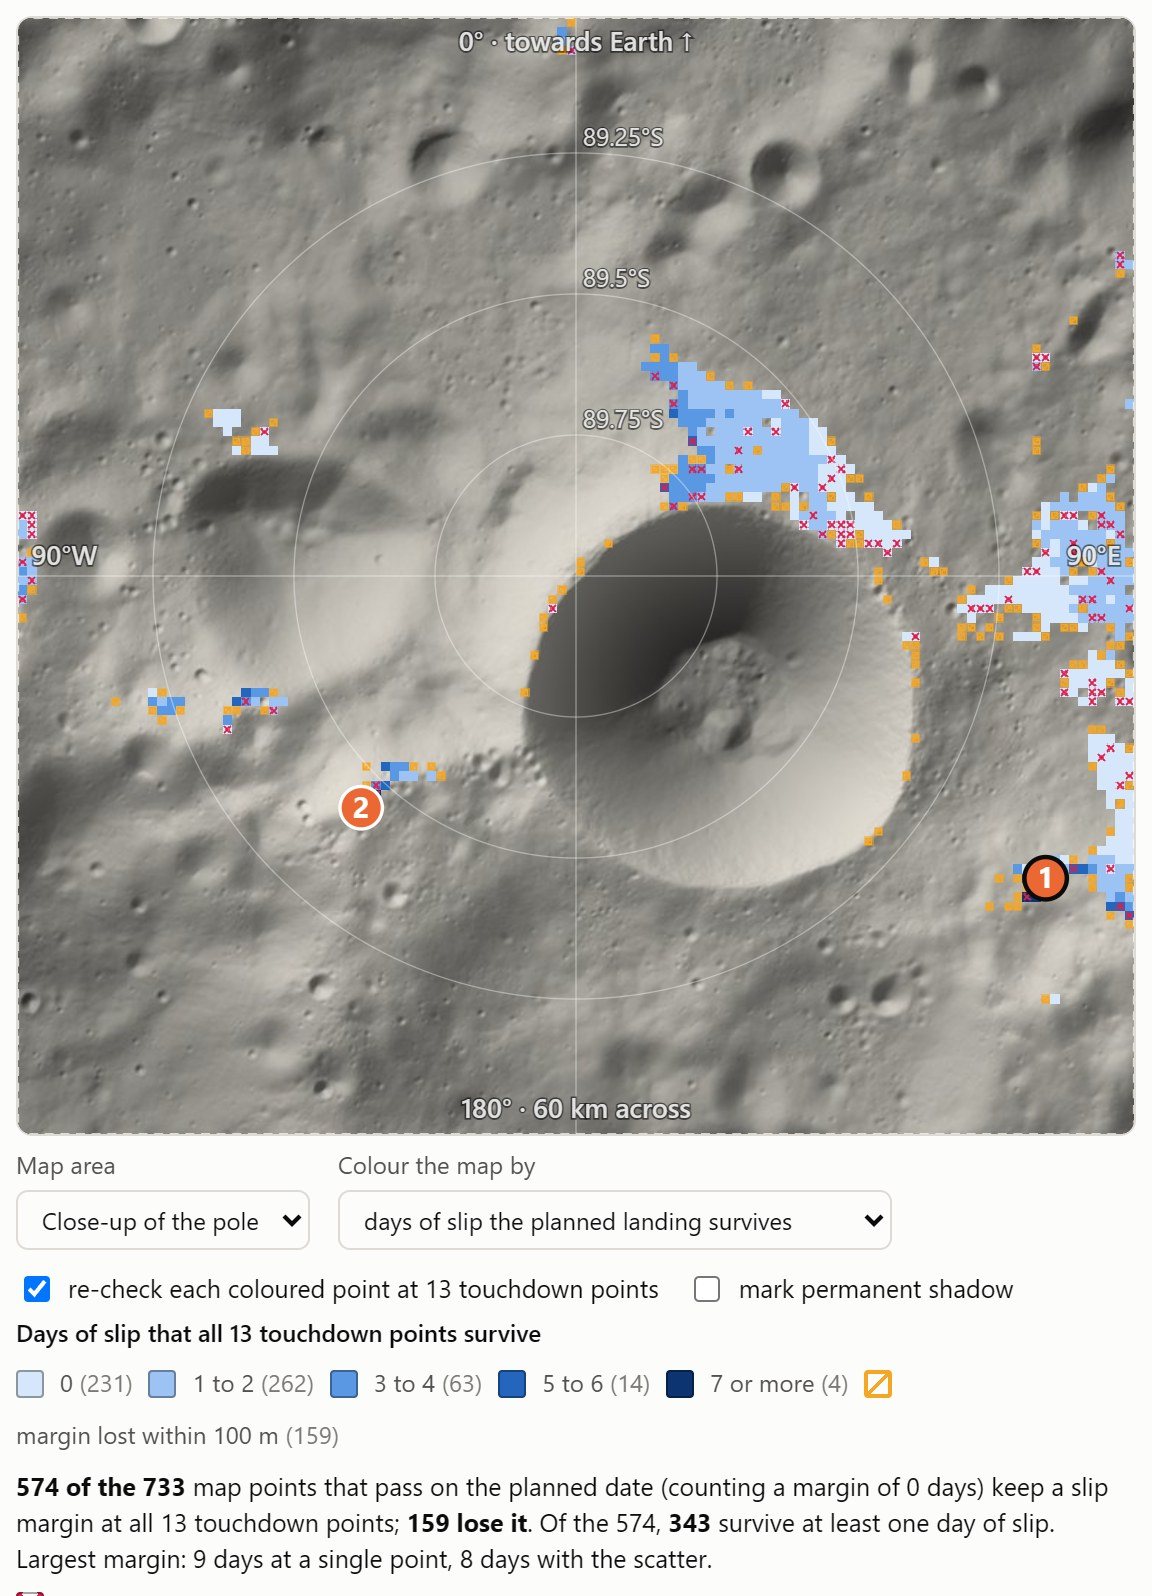 0° · towards Earth ↑
89.25°S
89.5°S
89.75°S
90°W
90°E
2
1
180° · 60 km across
Map area
Colour the map by
Close-up of the pole
days of slip the planned landing survives
re-check each coloured point at 13 touchdown points
mark permanent shadow
Days of slip that all 13 touchdown points survive
0 (231) 1 to 2 (262) 3 to 4 (63) 5 to 6 (14) 7 or more (4)
margin lost within 100 m (159)
574 of the 733 map points that pass on the planned date (counting a margin of 0 days) keep a slip
margin at all 13 touchdown points; 159 lose it. Of the 574, 343 survive at least one day of slip.
Largest margin: 9 days at a single point, 8 days with the scatter.